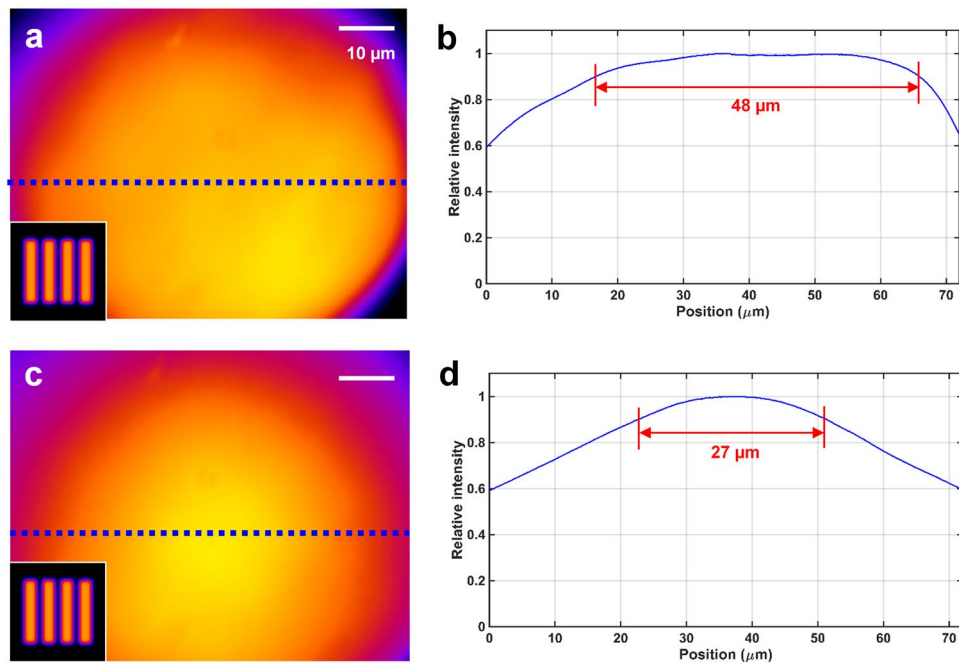 a
10 µm
b
Relative intensity
1
0.8
0.6
0.4
0.2
0
48 µm
0 10 20 30 40 50 60 70
Position (μm)
c
d
Relative intensity
1
0.8
0.6
0.4
0.2
0
27 µm
0 10 20 30 40 50 60 70
Position (μm)